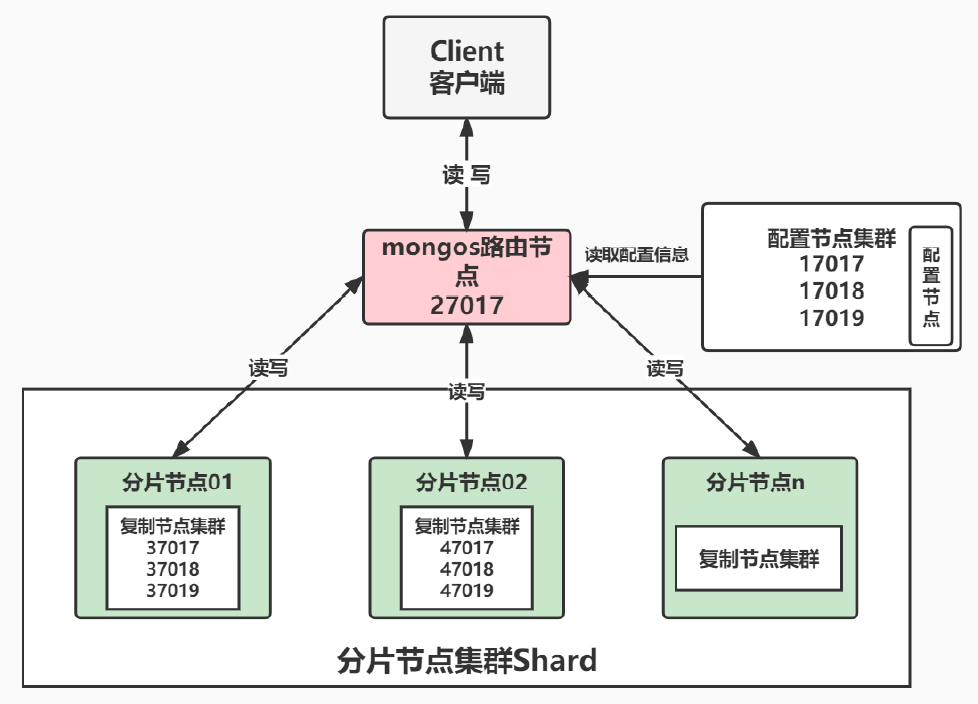 Client
客户端
读 写
mongos路由节
点
27017
读取配置信息
配置节点集群
17017
17018
17019
配
置
节
点
读写
读写
读写
分片节点01
复制节点集群
37017
37018
37019
分片节点02
复制节点集群
47017
47018
47019
分片节点n
复制节点集群
分片节点集群Shard